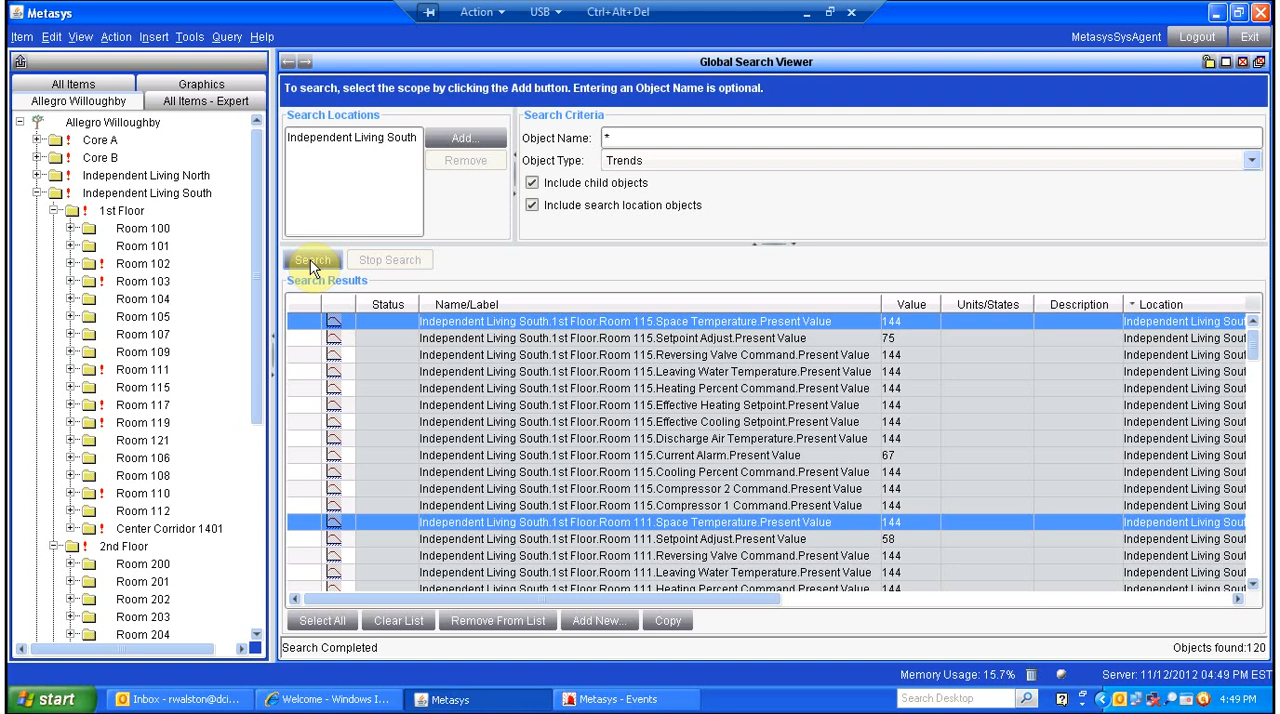 Metasys
Action
USB
Ctrl+Alt+Del
Item Edit View Action Insert Tools Query Help
MetasysSysAgent
Logout
Exit
Global Search Viewer
All Items
Graphics
Allegro Willoughby
All Items - Expert
To search, select the scope by clicking the Add button. Entering an Object Name is optional.
Search Locations
Independent Living South
Add...
Remove
Search Criteria
Object Name: *
Object Type: Trends
Include child objects
Include search location objects
Allegro Willoughby
Core A
Core B
Independent Living North
Independent Living South
1st Floor
Room 100
Room 101
Room 102
Room 103
Room 104
Room 105
Room 107
Room 109
Room 111
Room 115
Room 117
Room 119
Room 121
Room 106
Room 108
Room 110
Room 112
Center Corridor 1401
2nd Floor
Room 200
Room 201
Room 202
Room 203
Room 204
Search
Stop Search
Search Results
Status Name/Label Value Units/States Description Location
Independent Living South.1st Floor.Room 115.Space Temperature.Present Value 144 Independent Living Sout
Independent Living South.1st Floor.Room 115.Setpoint Adjust.Present Value 75 Independent Living Sout
Independent Living South.1st Floor.Room 115.Reversing Valve Command.Present Value 144 Independent Living Sout
Independent Living South.1st Floor.Room 115.Leaving Water Temperature.Present Value 144 Independent Living Sout
Independent Living South.1st Floor.Room 115.Heating Percent Command.Present Value 144 Independent Living Sout
Independent Living South.1st Floor.Room 115.Effective Heating Setpoint.Present Value 144 Independent Living Sout
Independent Living South.1st Floor.Room 115.Effective Cooling Setpoint.Present Value 144 Independent Living Sout
Independent Living South.1st Floor.Room 115.Discharge Air Temperature.Present Value 144 Independent Living Sout
Independent Living South.1st Floor.Room 115.Current Alarm.Present Value 67 Independent Living Sout
Independent Living South.1st Floor.Room 115.Cooling Percent Command.Present Value 144 Independent Living Sout
Independent Living South.1st Floor.Room 115.Compressor 2 Command.Present Value 144 Independent Living Sout
Independent Living South.1st Floor.Room 115.Compressor 1 Command.Present Value 144 Independent Living Sout
Independent Living South.1st Floor.Room 111.Space Temperature.Present Value 144 Independent Living Sout
Independent Living South.1st Floor.Room 111.Setpoint Adjust.Present Value 58 Independent Living Sout
Independent Living South.1st Floor.Room 111.Reversing Valve Command.Present Value 144 Independent Living Sout
Independent Living South.1st Floor.Room 111.Leaving Water Temperature.Present Value 144 Independent Living Sout
Independent Living South.1st Floor.Room 111.Heating Percent Command.Present Value 144 Independent Living Sout
Select All
Clear List
Remove From List
Add New...
Copy
Search Completed
Objects found:120
Memory Usage: 15.7%
Server: 11/12/2012 04:49 PM EST
start
Inbox - rwalston@dci...
Welcome - Windows I...
Metasys
Metasys - Events
Search Desktop
4:49 PM